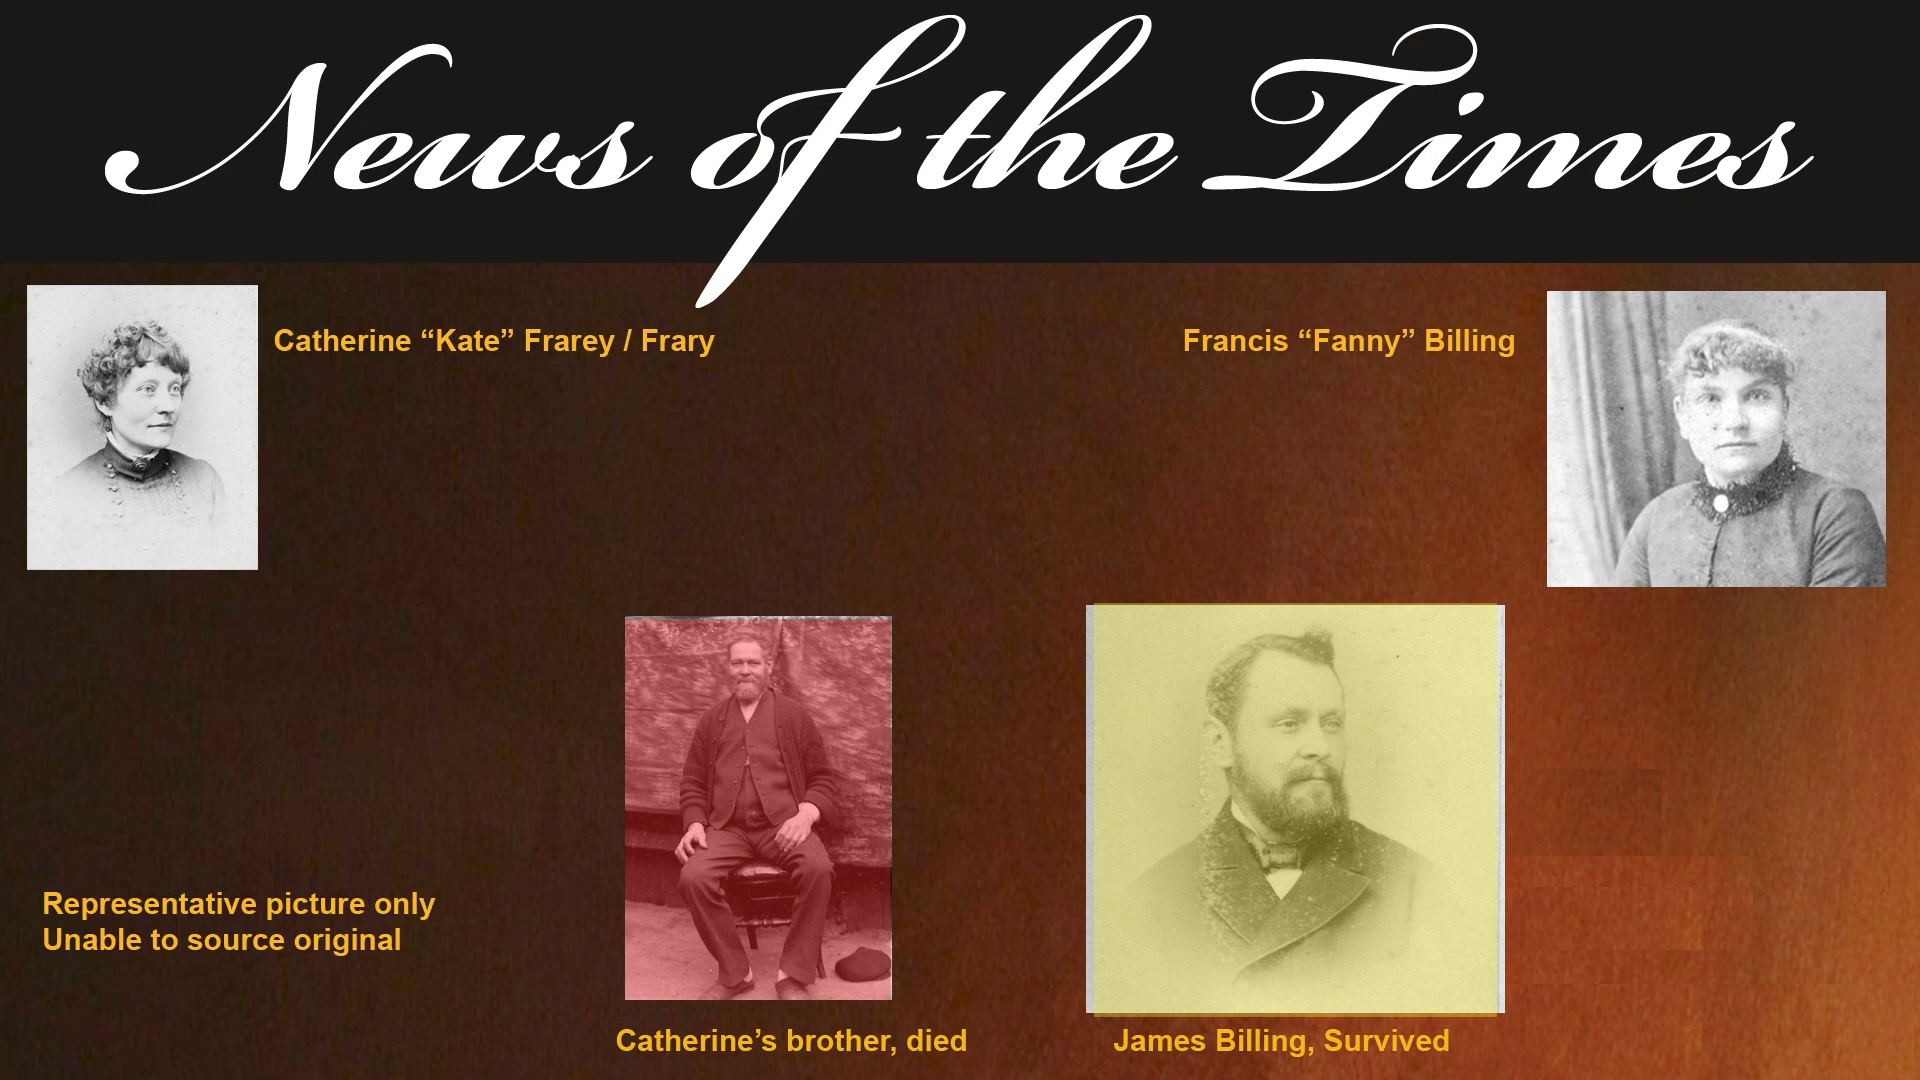 News of the Times
Catherine “Kate” Frarey / Frary
Francis “Fanny” Billing
Representative picture only
Unable to source original
Catherine’s brother, died
James Billing, Survived